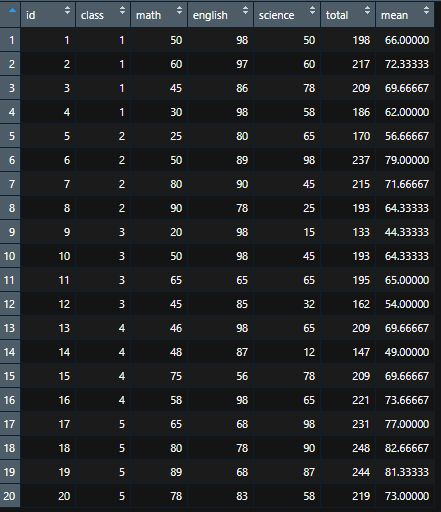 id class math english science total mean
1 1 1 50 98 50 198 66.00000
2 2 1 60 97 60 217 72.33333
3 3 1 45 86 78 209 69.66667
4 4 1 30 98 58 186 62.00000
5 5 2 25 80 65 170 56.66667
6 6 2 50 89 98 237 79.00000
7 7 2 80 90 45 215 71.66667
8 8 2 90 78 25 193 64.33333
9 9 3 20 98 15 133 44.33333
10 10 3 50 98 45 193 64.33333
11 11 3 65 65 65 195 65.00000
12 12 3 45 85 32 162 54.00000
13 13 4 46 98 65 209 69.66667
14 14 4 48 87 12 147 49.00000
15 15 4 75 56 78 209 69.66667
16 16 4 58 98 65 221 73.66667
17 17 5 65 68 98 231 77.00000
18 18 5 80 78 90 248 82.66667
19 19 5 89 68 87 244 81.33333
20 20 5 78 83 58 219 73.00000